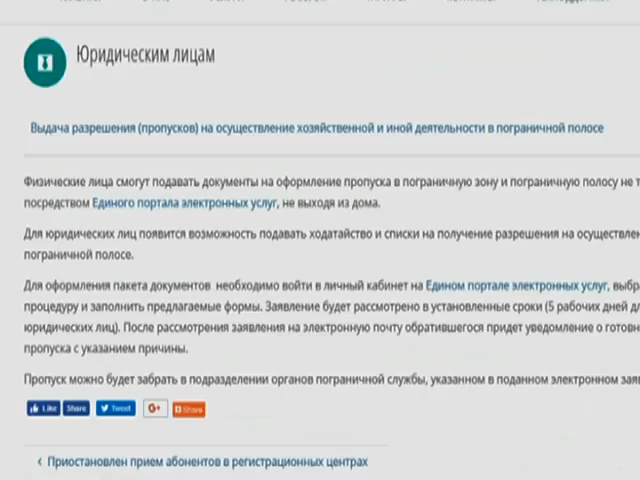 Юридическим лицам
Выдача разрешения (пропусков) на осуществление хозяйственной и иной деятельности в пограничной полосе
Физические лица смогут подавать документы на оформление пропуска в пограничную зону и пограничную полосу не т
посредством Единого портала электронных услуг, не выходя из дома.
Для юридических лиц появится возможность подавать ходатайство и списки на получение разрешения на осуществлен
пограничной полосе.
Для оформления пакета документов необходимо войти в личный кабинет на Едином портале электронных услуг, выбра
процедуру и заполнить предлагаемые формы. Заявление будет рассмотрено в установленные сроки (5 рабочих дней дл
юридических лиц). После рассмотрения заявления на электронную почту обратившегося придет уведомление о готовн
пропуска с указанием причины.
Пропуск можно будет забрать в подразделении органов пограничной службы, указанном в поданном электронном заяв
Like Share Tweet G+ Share
‹ Приостановлен прием абонентов в регистрационных центрах